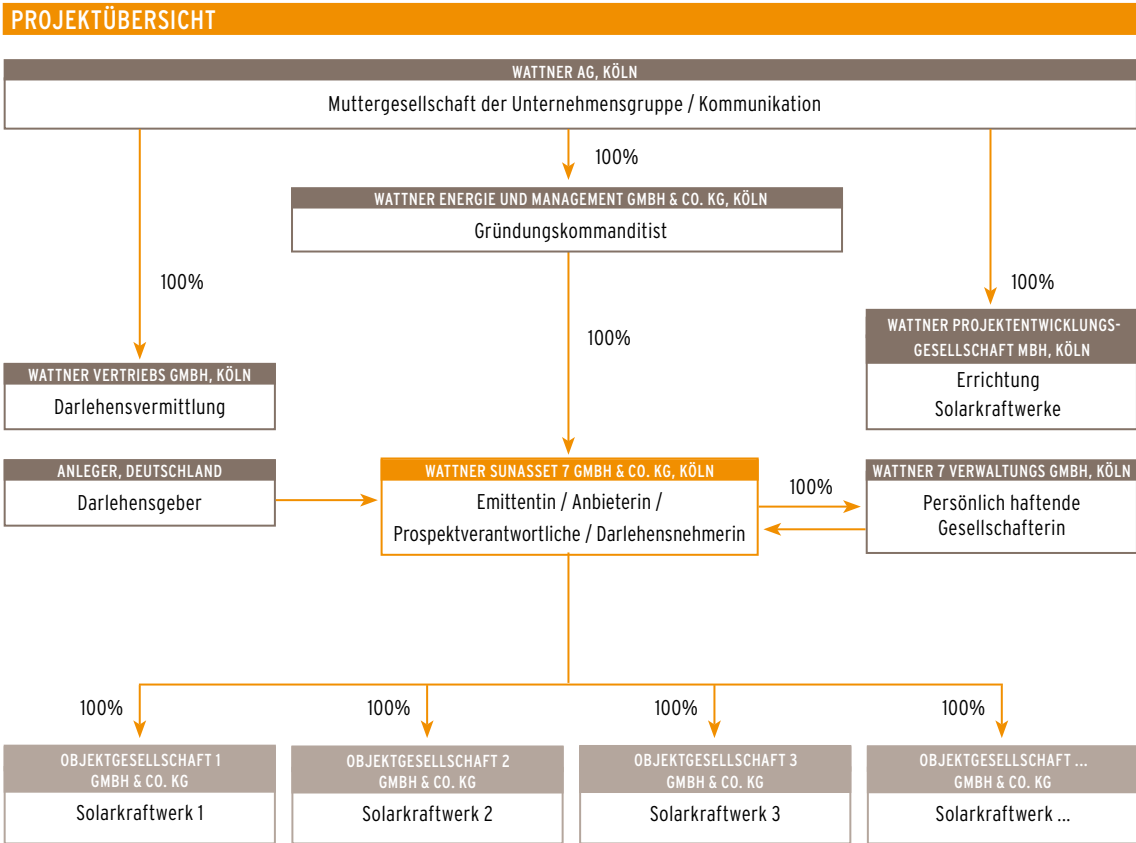 PROJEKTÜBERSICHT
WATTNER AG, KÖLN
Muttergesellschaft der Unternehmensgruppe / Kommunikation
100%
WATTNER ENERGIE UND MANAGEMENT GMBH & CO. KG, KÖLN
Gründungskommanditist
100%
100%
100%
WATTNER VERTRIEBS GMBH, KÖLN
Darlehensvermittlung
WATTNER PROJEKTENTWICKLUNGS-
GESELLSCHAFT MBH, KÖLN
Errichtung
Solarkraftwerke
ANLEGER, DEUTSCHLAND
Darlehensgeber
WATTNER SUNASSET 7 GMBH & CO. KG, KÖLN
Emittentin / Anbieterin /
Prospektverantwortliche / Darlehensnehmerin
100%
WATTNER 7 VERWALTUNGS GMBH, KÖLN
Persönlich haftende
Gesellschafterin
100%
100%
100%
100%
OBJEKTGESELLSCHAFT 1
GMBH & CO. KG
Solarkraftwerk 1
OBJEKTGESELLSCHAFT 2
GMBH & CO. KG
Solarkraftwerk 2
OBJEKTGESELLSCHAFT 3
GMBH & CO. KG
Solarkraftwerk 3
OBJEKTGESELLSCHAFT ...
GMBH & CO. KG
Solarkraftwerk ...